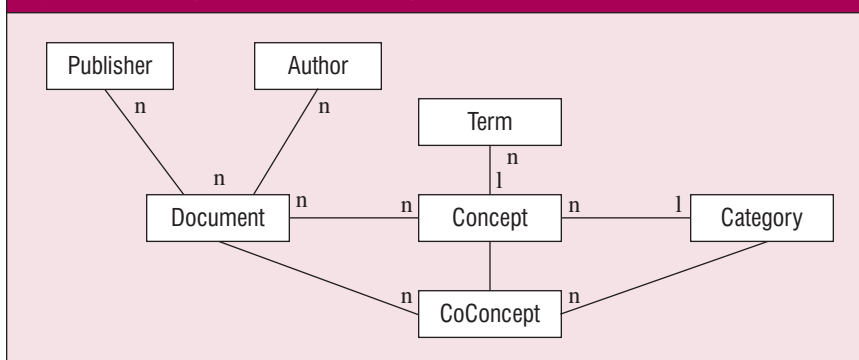 Publisher Author
n n
Term
n
l
n
Document n n Concept n l Category
n CoConcept n